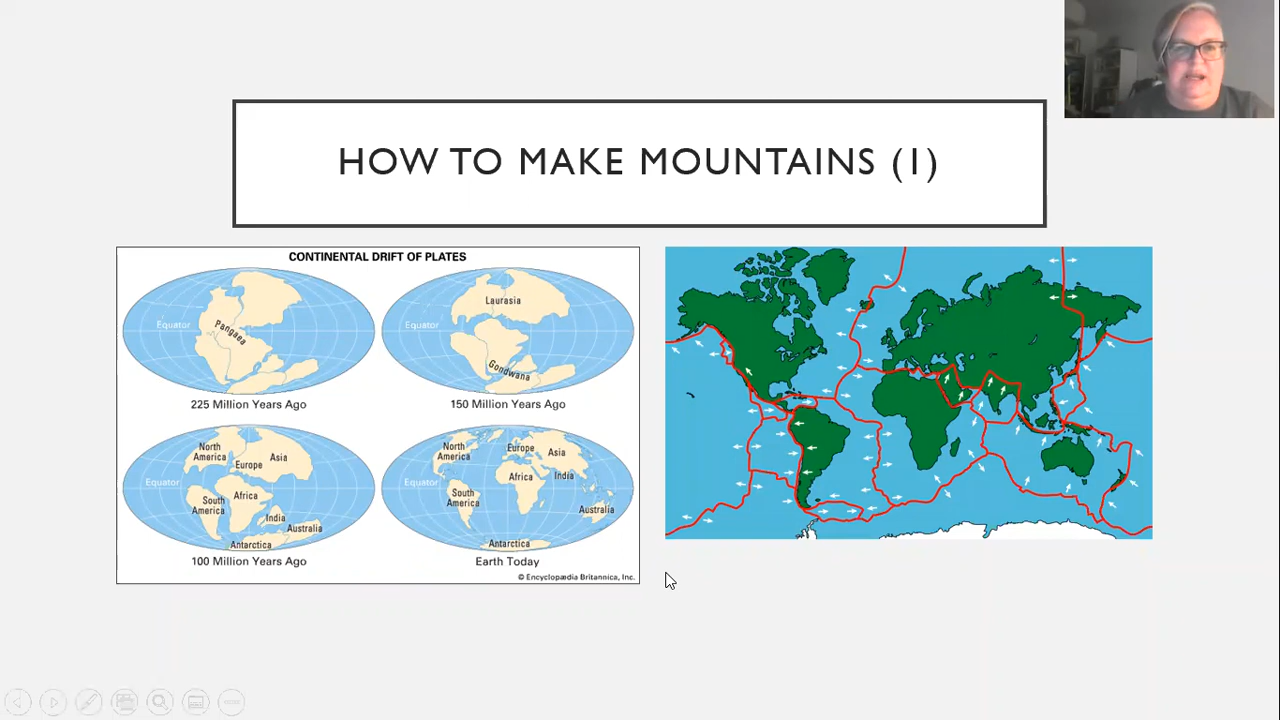 HOW TO MAKE MOUNTAINS (1)
CONTINENTAL DRIFT OF PLATES
Equator
Pangaea
225 Million Years Ago
Equator
Laurasia
Gondwana
150 Million Years Ago
Equator
North
America
Europe
Asia
South
America
Africa
India
Australia
Antarctica
100 Million Years Ago
Equator
North
America
Europe
Asia
India
Africa
South
America
Australia
Antarctica
Earth Today
© Encyclopædia Britannica, Inc.